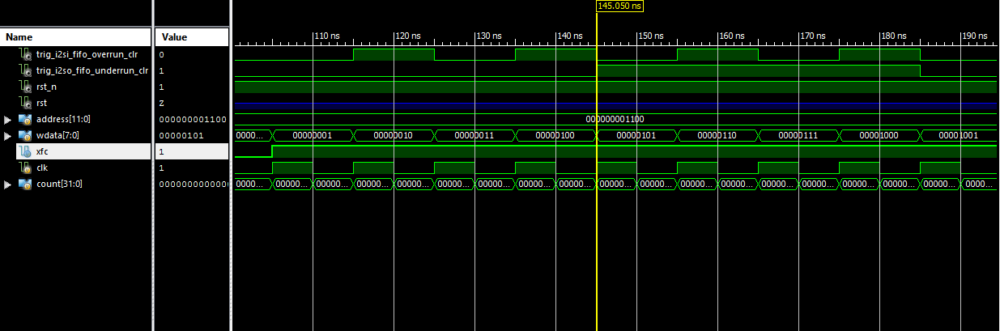 145.050 ns
Name Value 110 ns 120 ns 130 ns 140 ns 150 ns 160 ns 170 ns 180 ns 190 ns
trig_i2si_fifo_overrun_clr 0
trig_i2so_fifo_underrun_clr 1
rst_n 1
rst Z
address[11:0] 000000001100 000000001100
wdata[7:0] 00000101 0000... 00000001 00000010 00000011 00000100 00000101 00000110 00000111 00001000 00001001
xfc 1
clk 1
count[31:0] 0000000000000 0000... 00000... 00000... 00000... 00000... 00000... 00000... 00000... 00000... 00000... 00000... 00000... 00000... 00000... 00000... 00000... 00000... 00000... 0000...